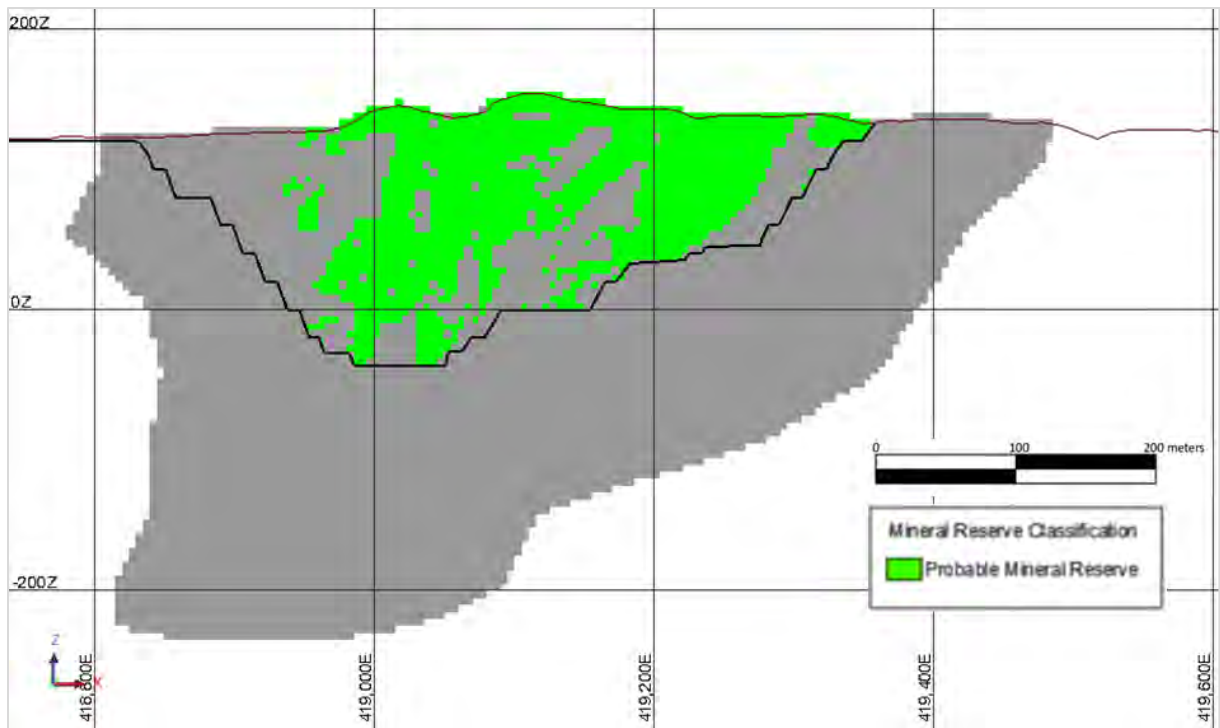 200Z
0Z
0 100 200 meters
Mineral Reserve Classification
Probable Mineral Reserve
-200Z
Z
X
418,800E 419,000E 419,200E 419,400E 419,600E